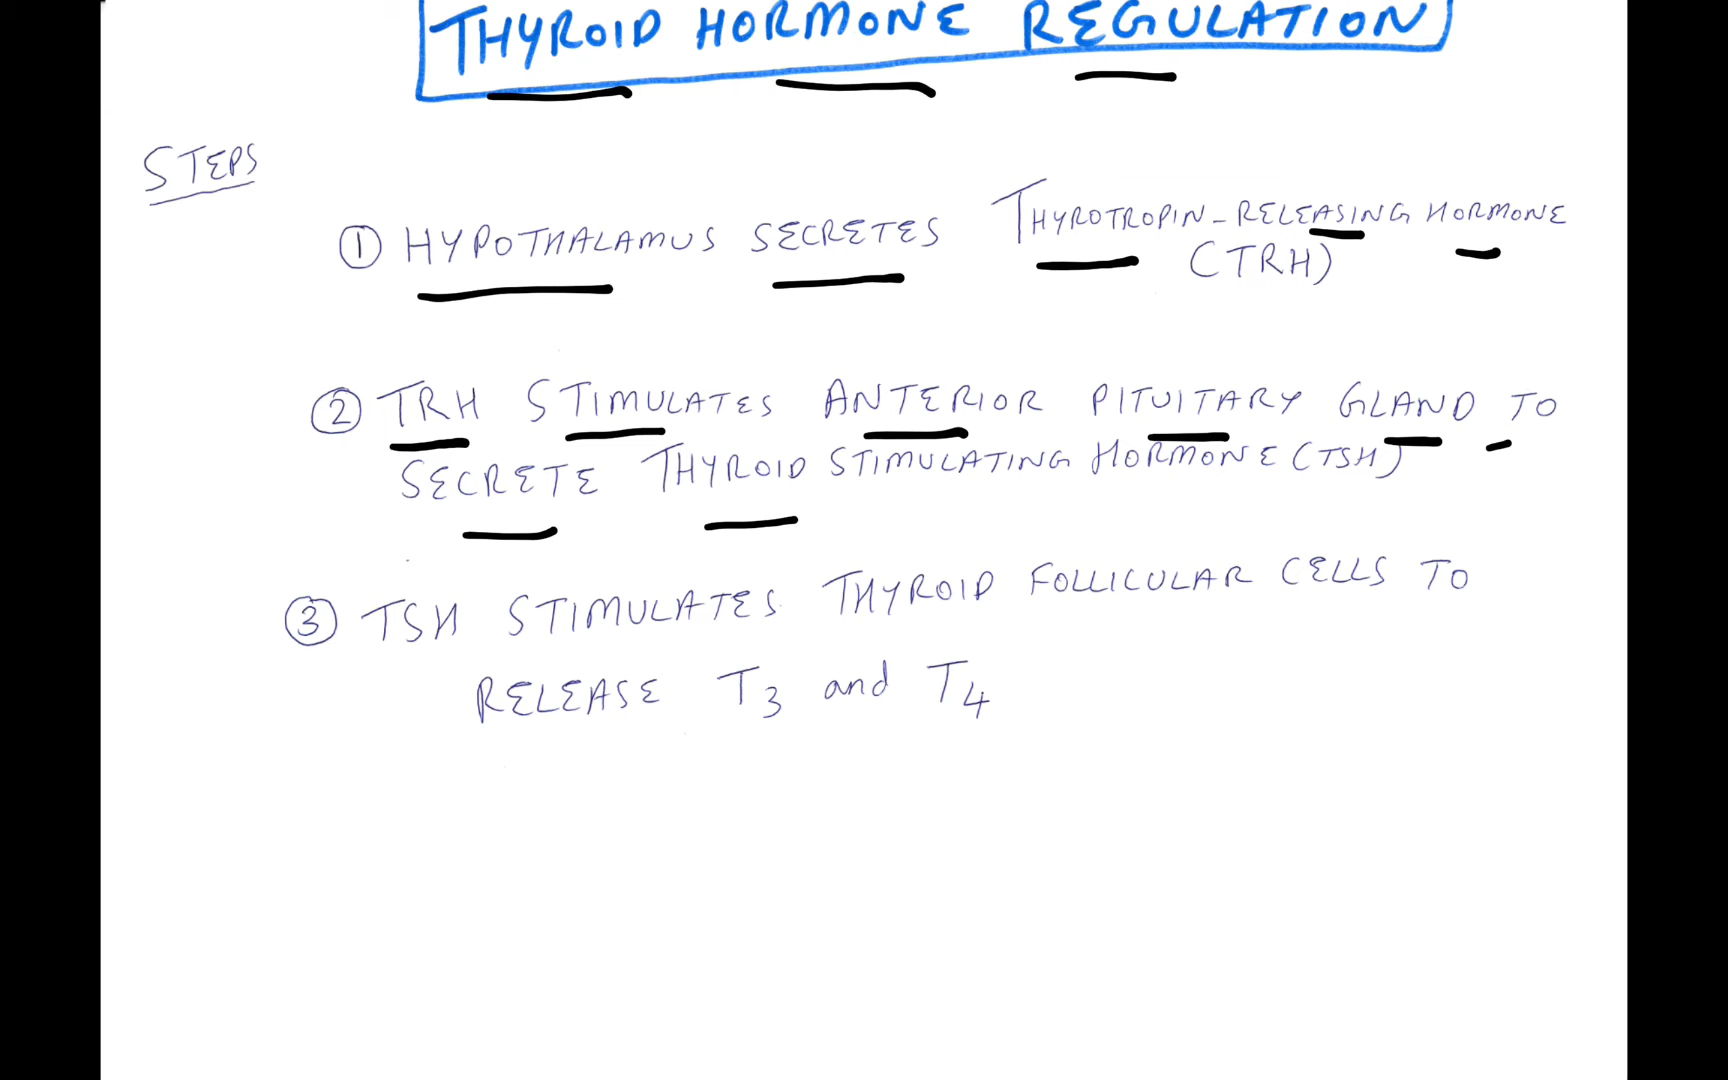 THYROID HORMONE REGULATION
STEPS
① HYPOTHALAMUS SECRETES THYROTROPIN-RELEASING HORMONE
(TRH)
② TRH STIMULATES ANTERIOR PITUITARY GLAND TO
SECRETE THYROID STIMULATING HORMONE (TSH)
③ TSH STIMULATES THYROID FOLLICULAR CELLS TO
RELEASE T3 and T4